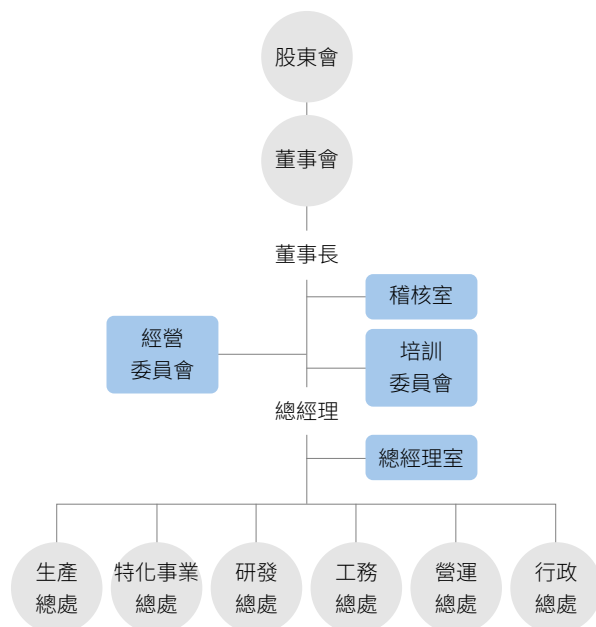 股東會
董事會
董事長
稽核室
經營
委員會
培訓
委員會
總經理
總經理室
生產
總處
特化事業
總處
研發
總處
工務
總處
營運
總處
行政
總處